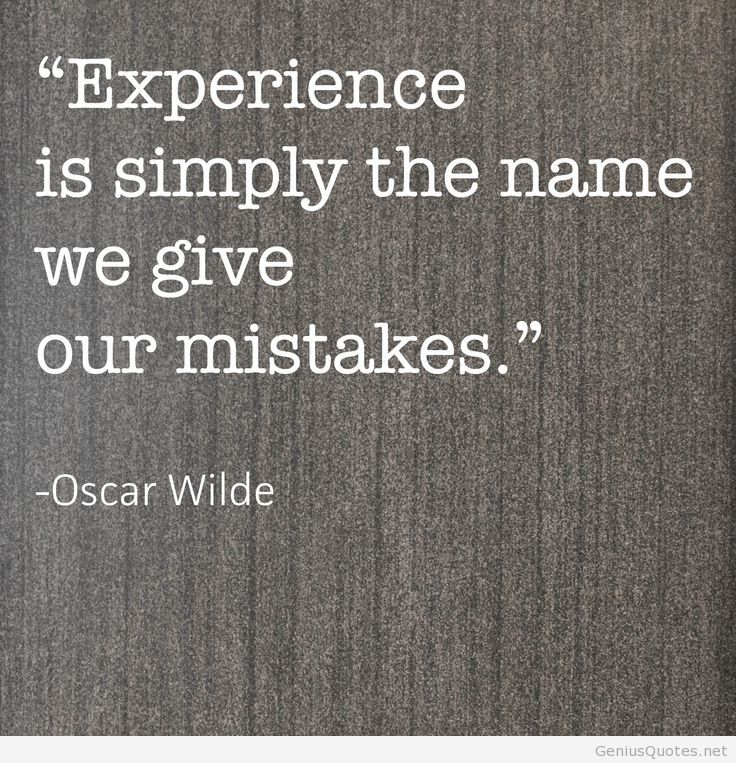 “Experience
is simply the name
we give
our mistakes.”
-Oscar Wilde
GeniusQuotes.net